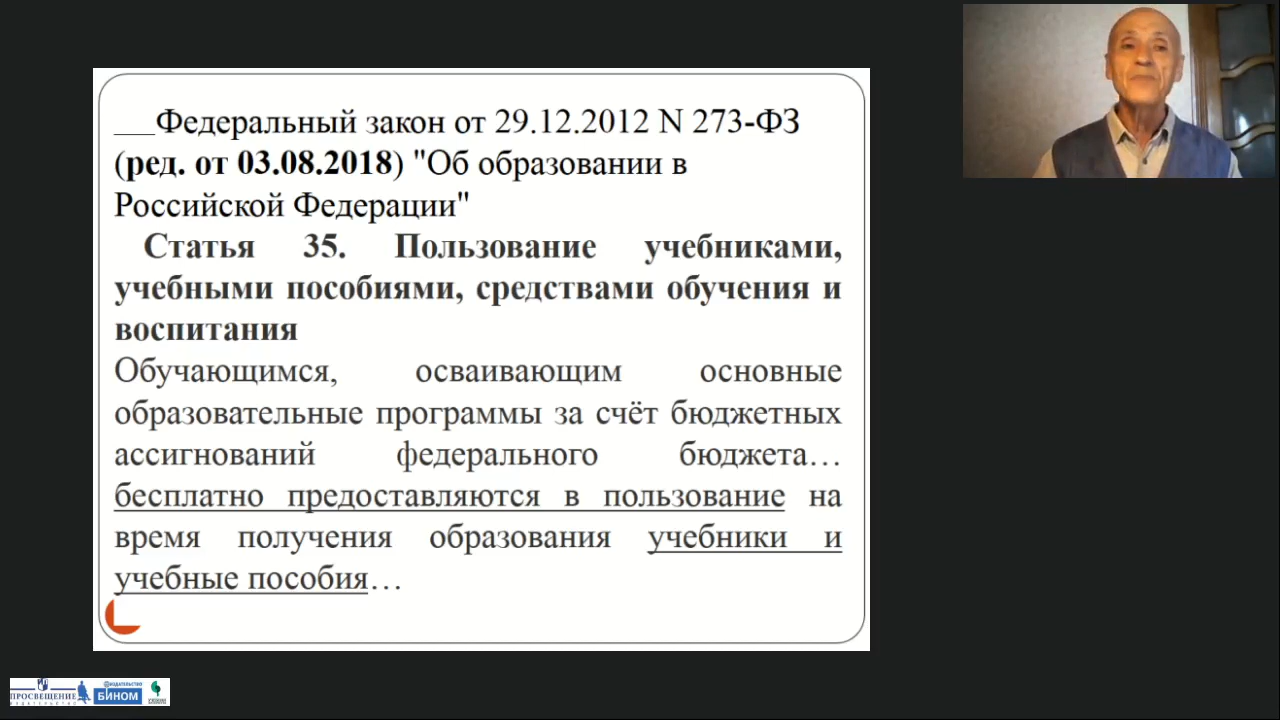 ___Федеральный закон от 29.12.2012 N 273-ФЗ
(ред. от 03.08.2018) "Об образовании в
Российской Федерации"
Статья 35. Пользование учебниками,
учебными пособиями, средствами обучения и
воспитания
Обучающимся, осваивающим основные
образовательные программы за счёт бюджетных
ассигнований федерального бюджета…
бесплатно предоставляются в пользование на
время получения образования учебники и
учебные пособия…
ПРОСВЕЩЕНИЕ
ИЗДАТЕЛЬСТВО
ИЗДАТЕЛЬСТВО
БИНОМ